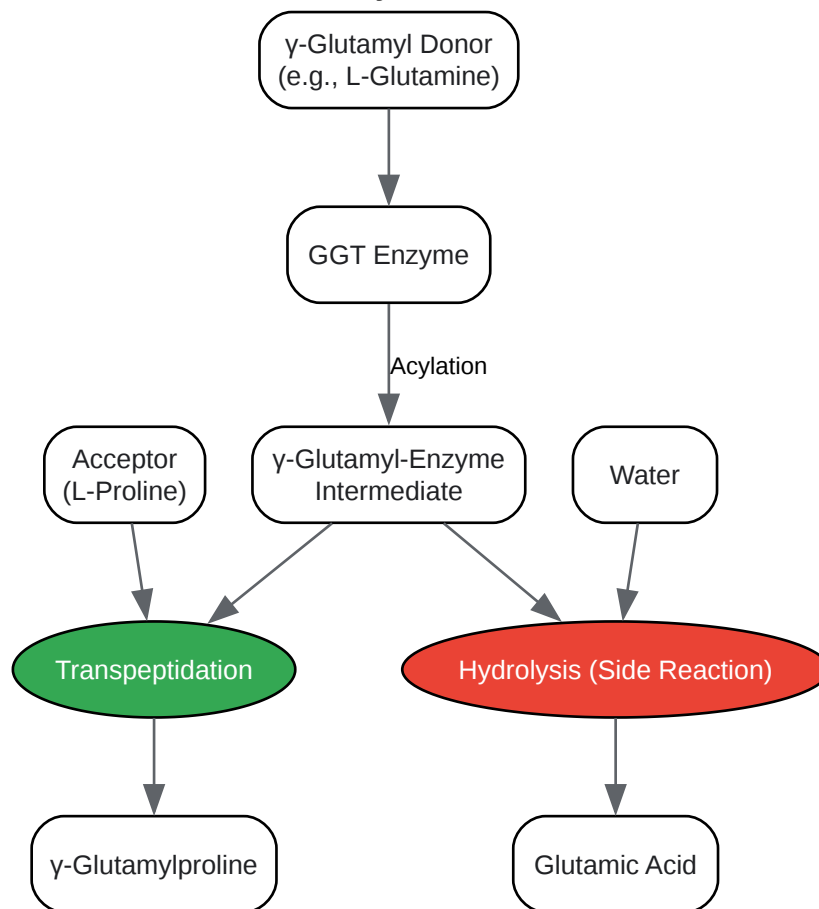 γ-Glutamyl Donor
(e.g., L-Glutamine)
GGT Enzyme
Acylation
Acceptor
(L-Proline)
γ-Glutamyl-Enzyme
Intermediate
Water
Transpeptidation
Hydrolysis (Side Reaction)
γ-Glutamylproline
Glutamic Acid